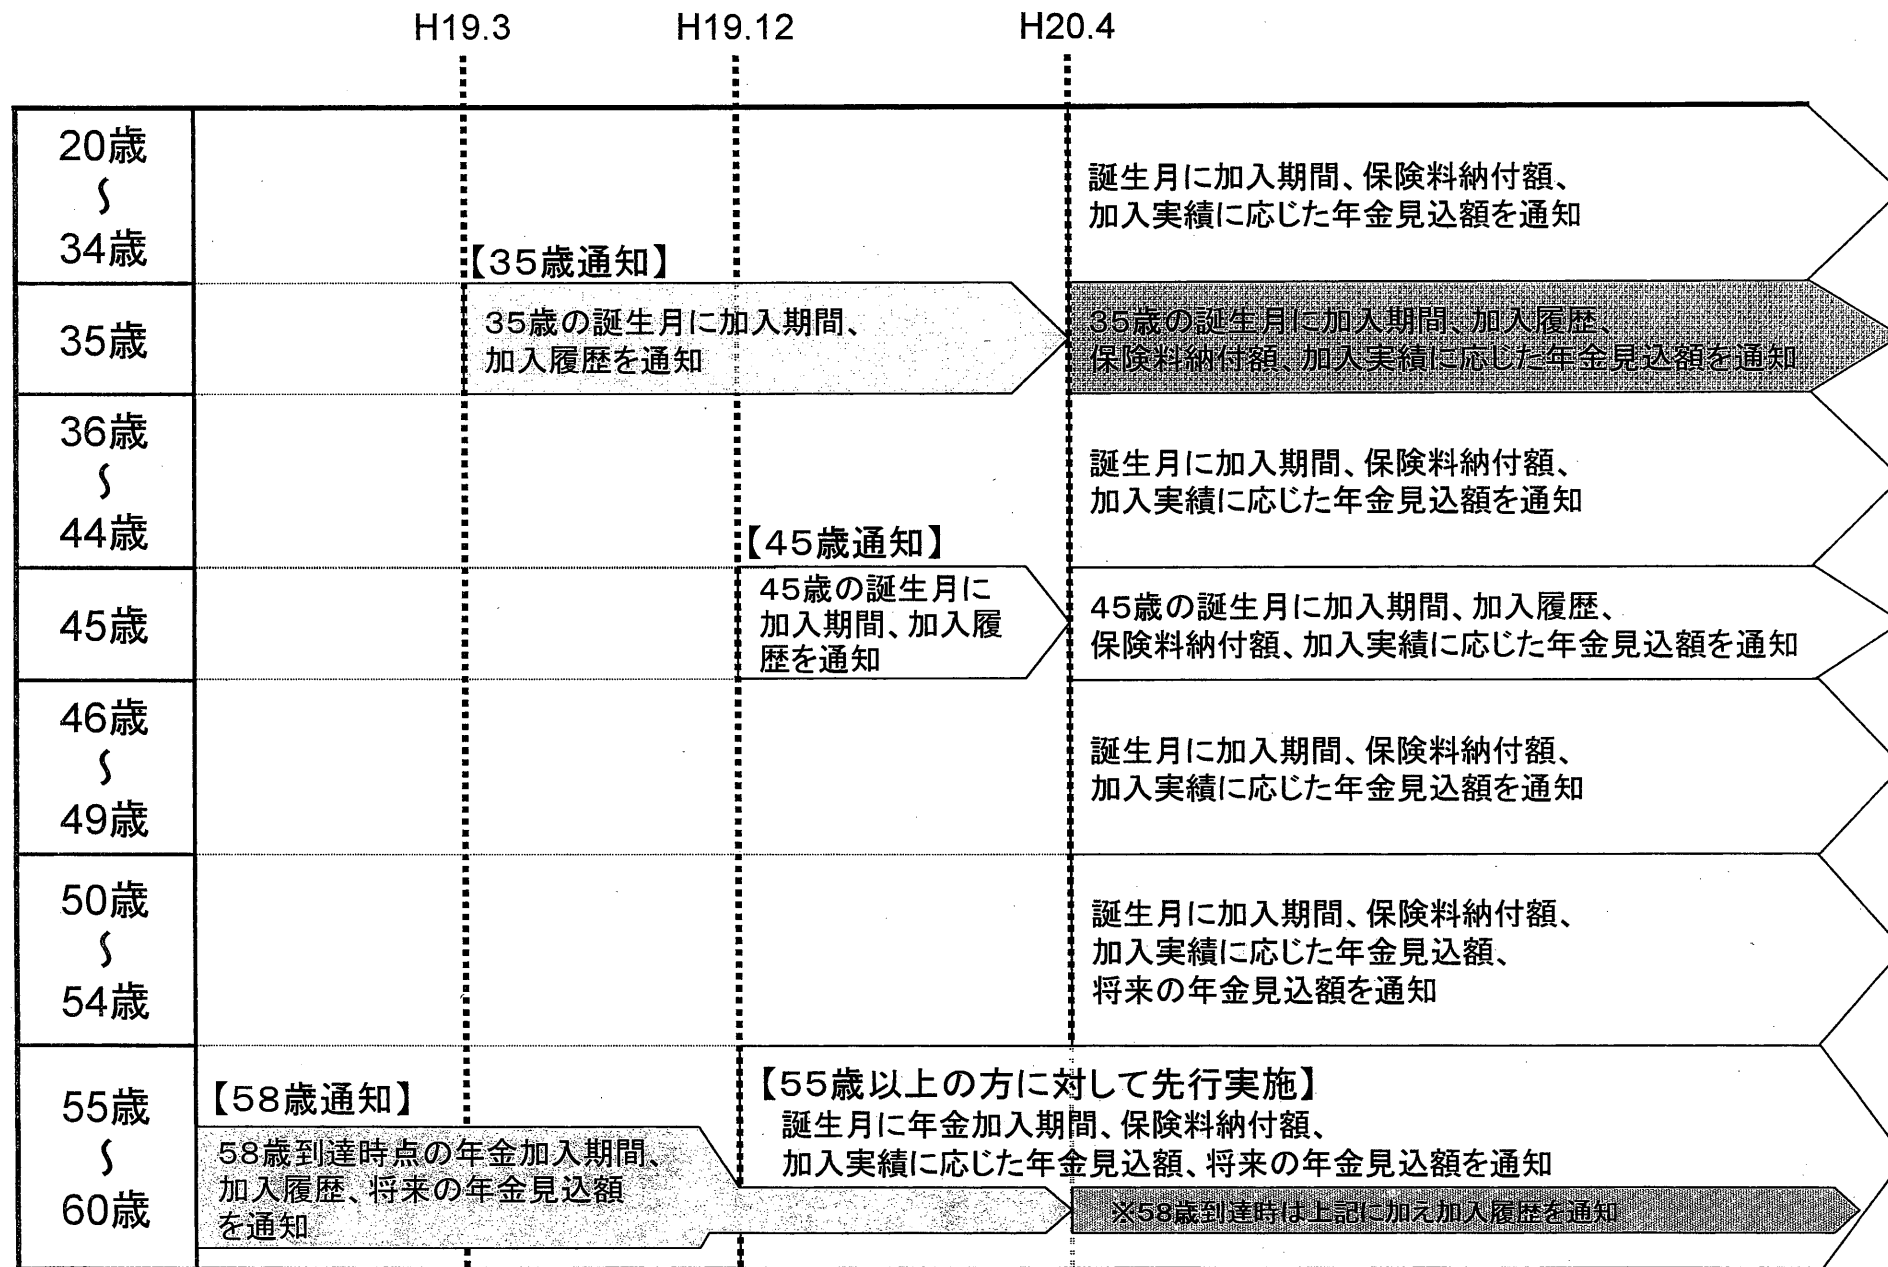 H19.3
H19.12
H20.4
20歳
～
34歳
誕生月に加入期間、保険料納付額、
加入実績に応じた年金見込額を通知
【35歳通知】
35歳
35歳の誕生月に加入期間、
加入履歴を通知
35歳の誕生月に加入期間、加入履歴、
保険料納付額、加入実績に応じた年金見込額を通知
36歳
～
44歳
誕生月に加入期間、保険料納付額、
加入実績に応じた年金見込額を通知
【45歳通知】
45歳
45歳の誕生月に
加入期間、加入履
歴を通知
45歳の誕生月に加入期間、加入履歴、
保険料納付額、加入実績に応じた年金見込額を通知
46歳
～
49歳
誕生月に加入期間、保険料納付額、
加入実績に応じた年金見込額を通知
50歳
～
54歳
誕生月に加入期間、保険料納付額、
加入実績に応じた年金見込額、
将来の年金見込額を通知
55歳
～
60歳
【58歳通知】
58歳到達時点の年金加入期間、
加入履歴、将来の年金見込額
を通知
【55歳以上の方に対して先行実施】
誕生月に年金加入期間、保険料納付額、
加入実績に応じた年金見込額、将来の年金見込額を通知
※58歳到達時は上記に加え加入履歴を通知